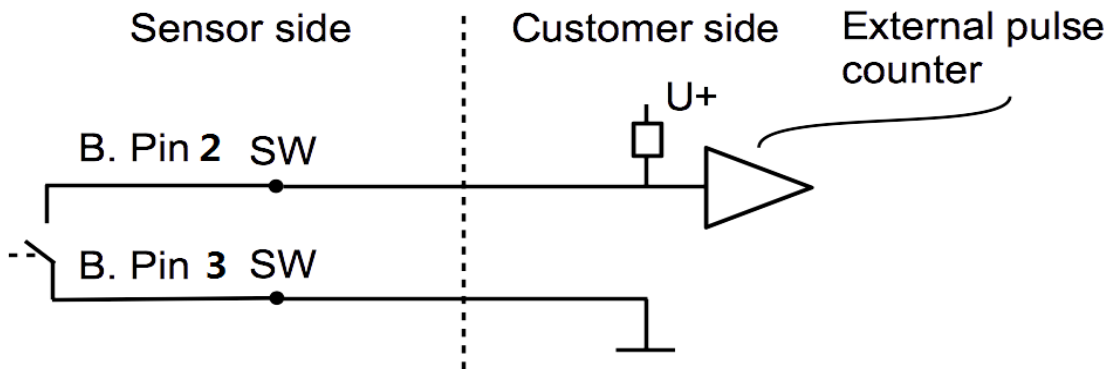 Sensor side
Customer side
External pulse
counter
U+
B. Pin 2 SW
B. Pin 3 SW